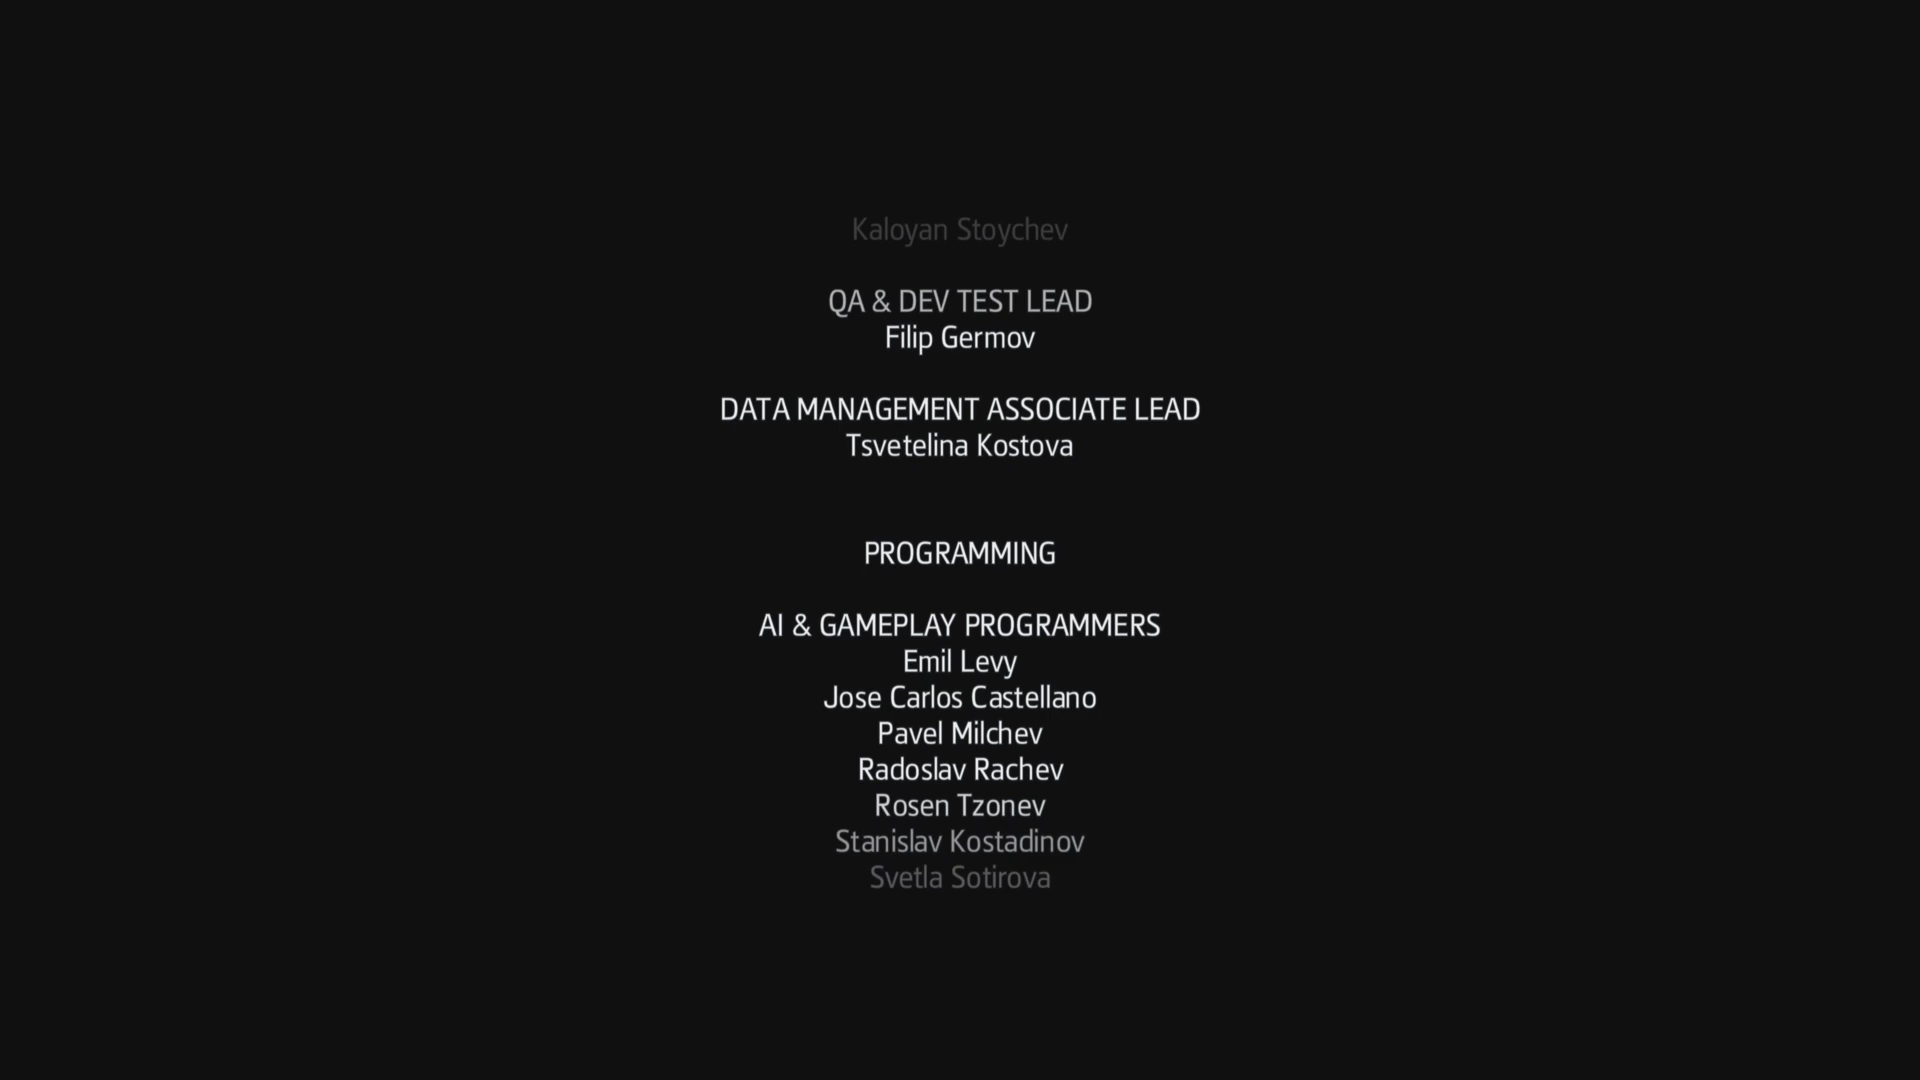 Kaloyan Stoychev
QA & DEV TEST LEAD
Filip Germov
DATA MANAGEMENT ASSOCIATE LEAD
Tsvetelina Kostova
PROGRAMMING
AI & GAMEPLAY PROGRAMMERS
Emil Levy
Jose Carlos Castellano
Pavel Milchev
Radoslav Rachev
Rosen Tzonev
Stanislav Kostadinov
Svetla Sotirova